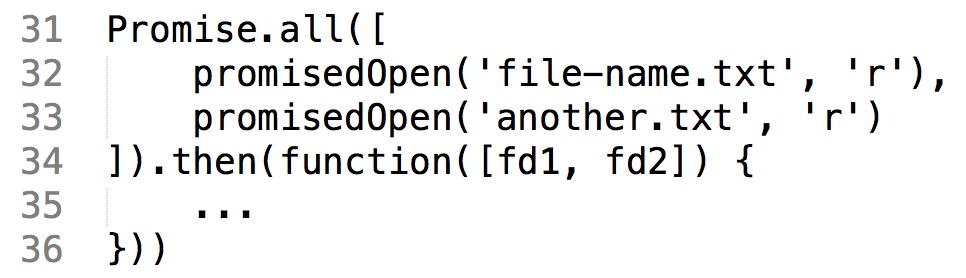 31 Promise.all([
32     promisedOpen('file-name.txt', 'r'),
33     promisedOpen('another.txt', 'r')
34 ]).then(function([fd1, fd2]) {
35     ...
36 }))